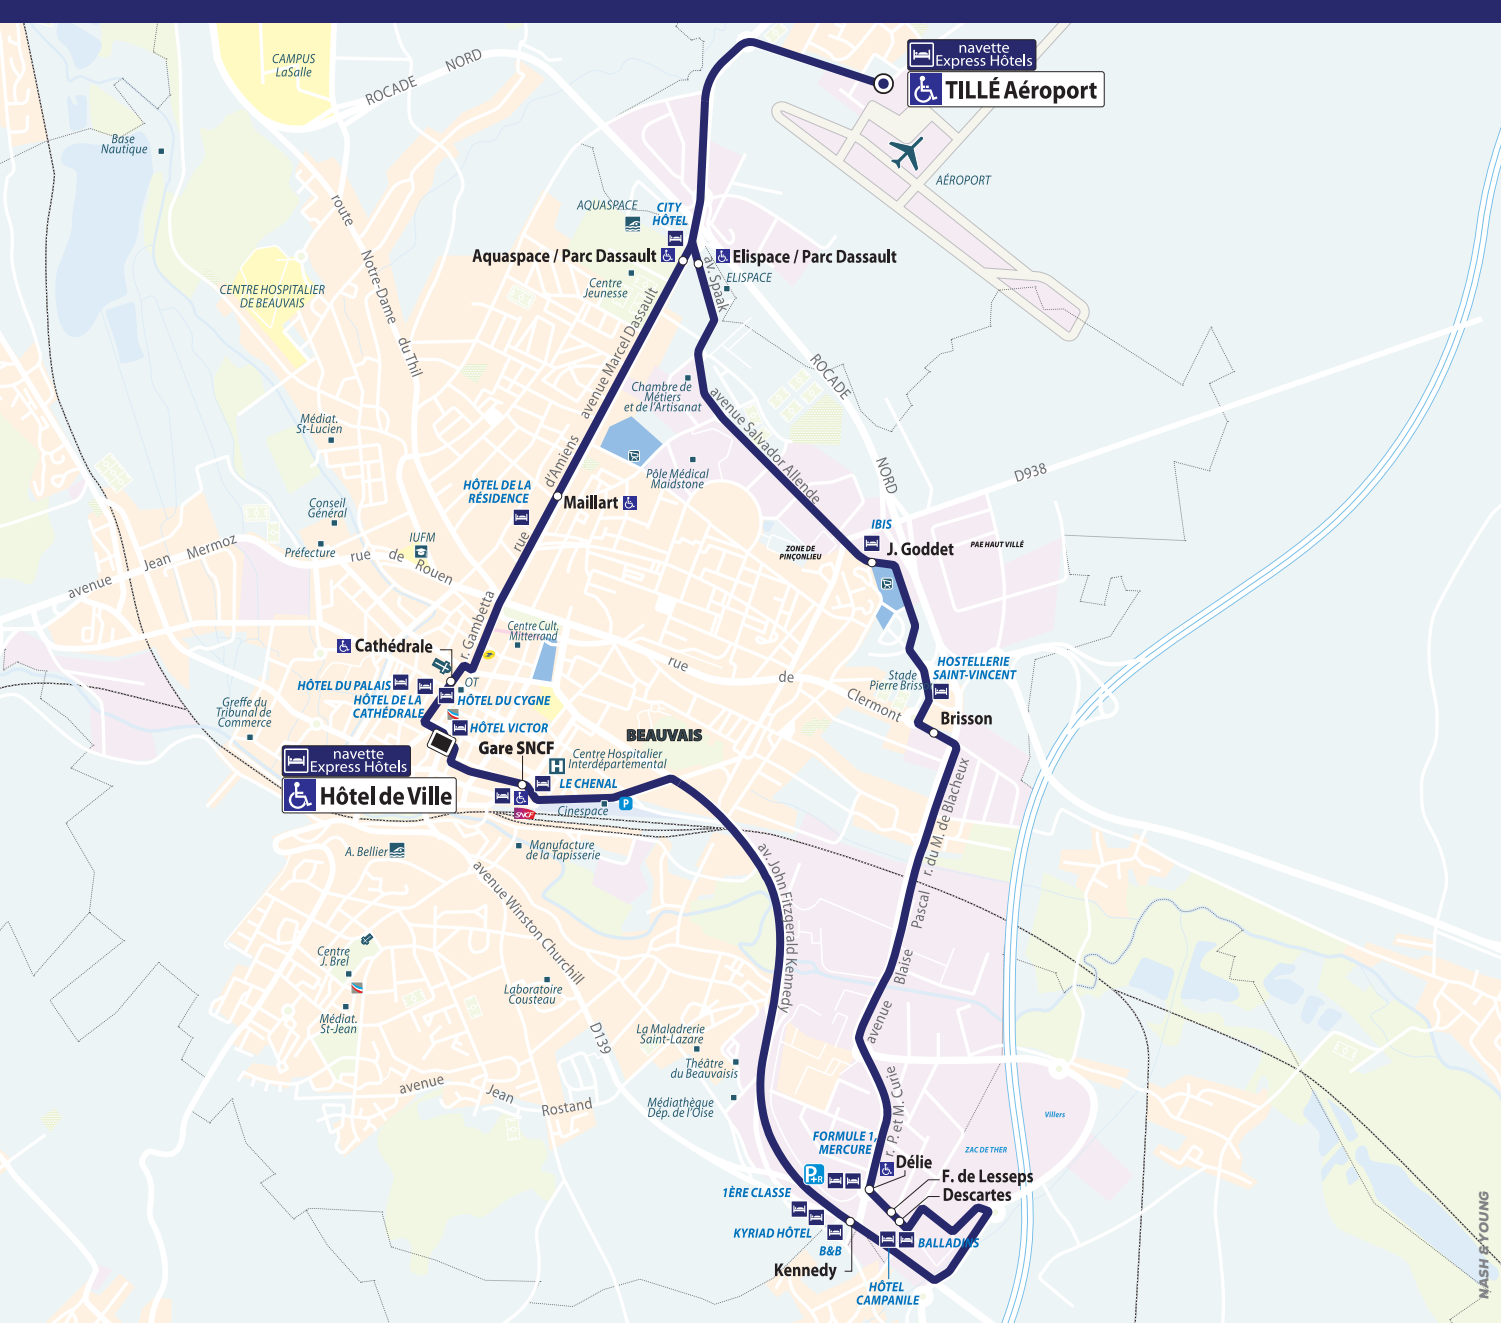 navette
Express Hôtels
TILLÉ Aéroport
CAMPUS
LaSalle
ROCADE NORD
Base
Nautique
AÉROPORT
route Notre-Dame du Thil
AQUASPACE
CITY
HÔTEL
Aquaspace / Parc Dassault
Elispace / Parc Dassault
av. Spaak
ELISPACE
Centre
Jeunesse
CENTRE HOSPITALIER
DE BEAUVAIS
avenue Marcel Dassault
ROCADE NORD
Chambre de
Métiers
et de l'Artisanat
avenue Salvador Allende
Médiat.
St-Lucien
rue d'Amiens
Pôle Médical
Maidstone
D938
HÔTEL DE LA
RÉSIDENCE
Maillart
Conseil
Général
IBIS
J. Goddet
PAE HAUT VILLÉ
ZONE DE
PINÇONLIEU
IUFM
Préfecture
rue de Rouen
avenue Jean Mermoz
r. Gambetta
Centre Cult.
Mitterrand
Cathédrale
rue de Clermont
HOSTELLERIE
SAINT-VINCENT
Stade
Pierre Brisson
OT
HÔTEL DU PALAIS
HÔTEL DE LA
CATHÉDRALE
HÔTEL DU CYGNE
Greffe du
Tribunal de
Commerce
HÔTEL VICTOR
BEAUVAIS
Brisson
Gare SNCF
navette
Express Hôtels
Hôtel de Ville
H
Centre Hospitalier
Interdépartemental
LE CHENAL
P
Cinespace
SNCF
r. du M. de Blacheux
A. Bellier
Manufacture
de la Tapisserie
av. John Fitzgerald Kennedy
avenue Winston Churchill
avenue Blaise Pascal
Centre
J. Brel
Laboratoire
Cousteau
Médiat.
St-Jean
D139
La Maladrerie
Saint-Lazare
Théâtre
du Beauvaisis
avenue Jean Rostand
Médiathèque
Dép. de l'Oise
r. P. et M. Curie
Villers
FORMULE 1,
MERCURE
ZAC DE THER
Délie
P+R
F. de Lesseps
Descartes
1ÈRE CLASSE
KYRIAD HÔTEL
B&B
BALLADINS
Kennedy
HÔTEL
CAMPANILE
NASH & YOUNG